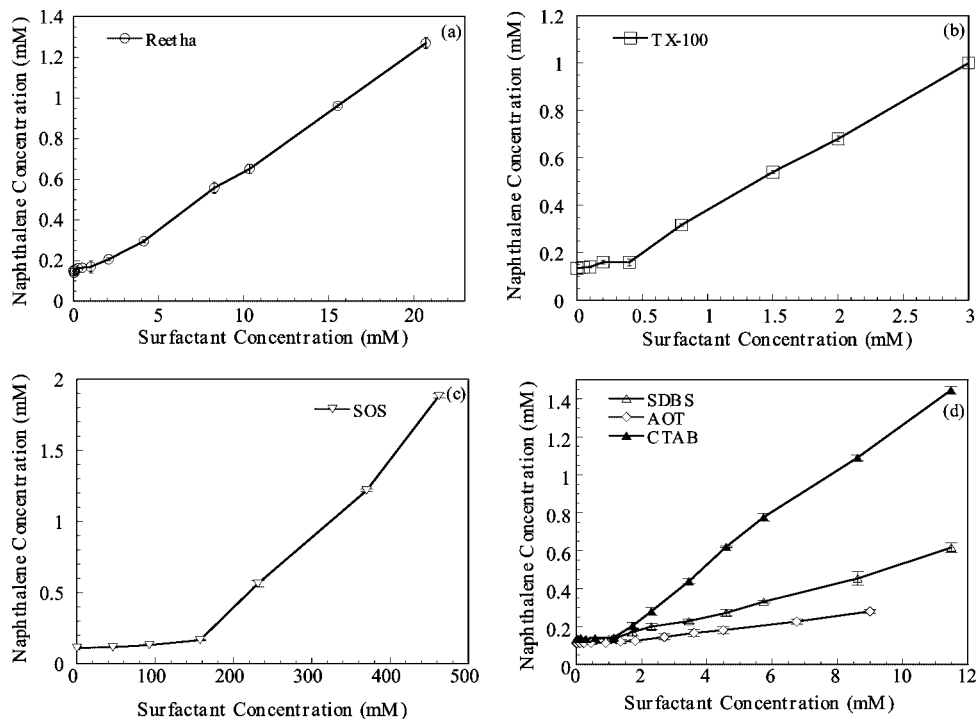 (a)
Reetha
Naphthalene Concentration (mM)
1.4
1.2
1
0.8
0.6
0.4
0.2
0
0 5 10 15 20
Surfactant Concentration (mM)
(b)
TX-100
Naphthalene Concentration (mM)
1.2
1
0.8
0.6
0.4
0.2
0
0 0.5 1 1.5 2 2.5 3
Surfactant Concentration (mM)
(c)
SOS
Naphthalene Concentration (mM)
2
1.5
1
0.5
0
0 100 200 300 400 500
Surfactant Concentration (mM)
(d)
SDBS
AOT
CTAB
Naphthalene Concentration (mM)
1.4
1.2
1
0.8
0.6
0.4
0.2
0
0 2 4 6 8 10 12
Surfactant Concentration (mM)